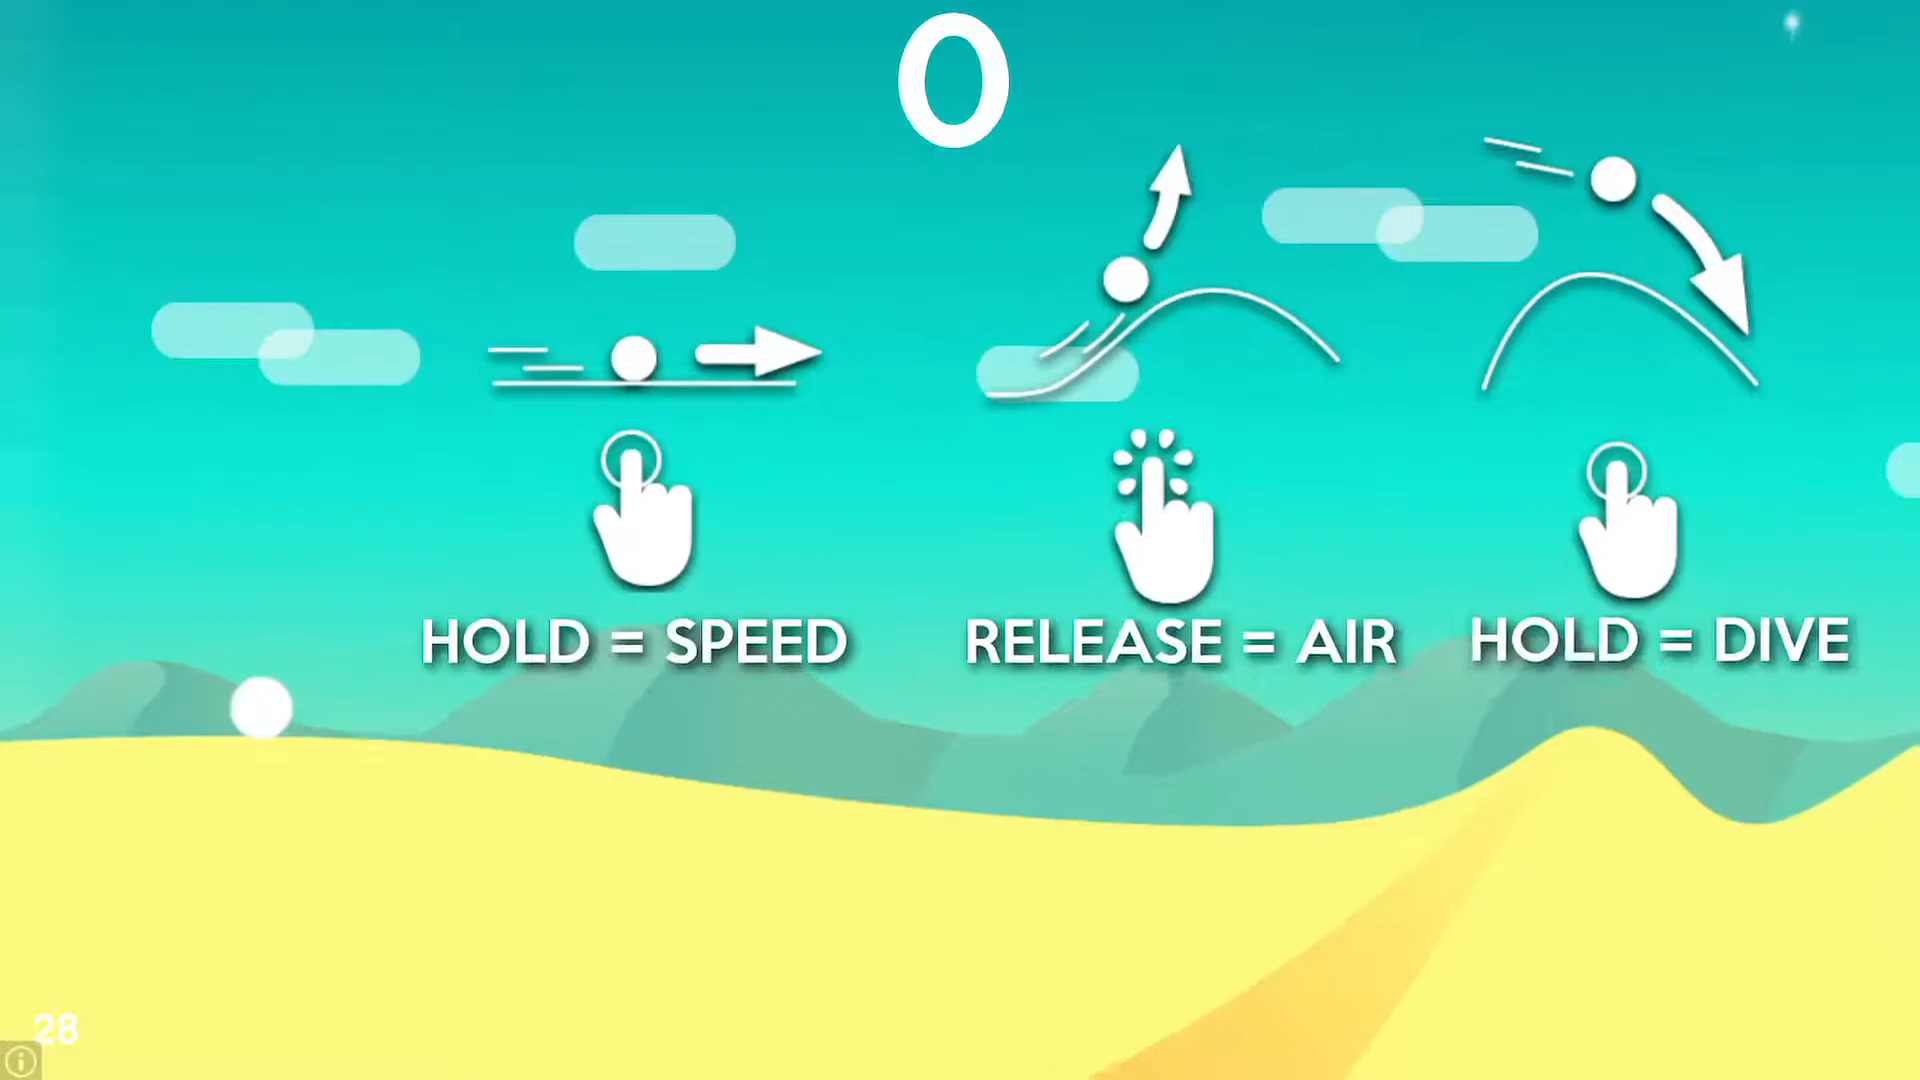 0
HOLD = SPEED
RELEASE = AIR
HOLD = DIVE
28